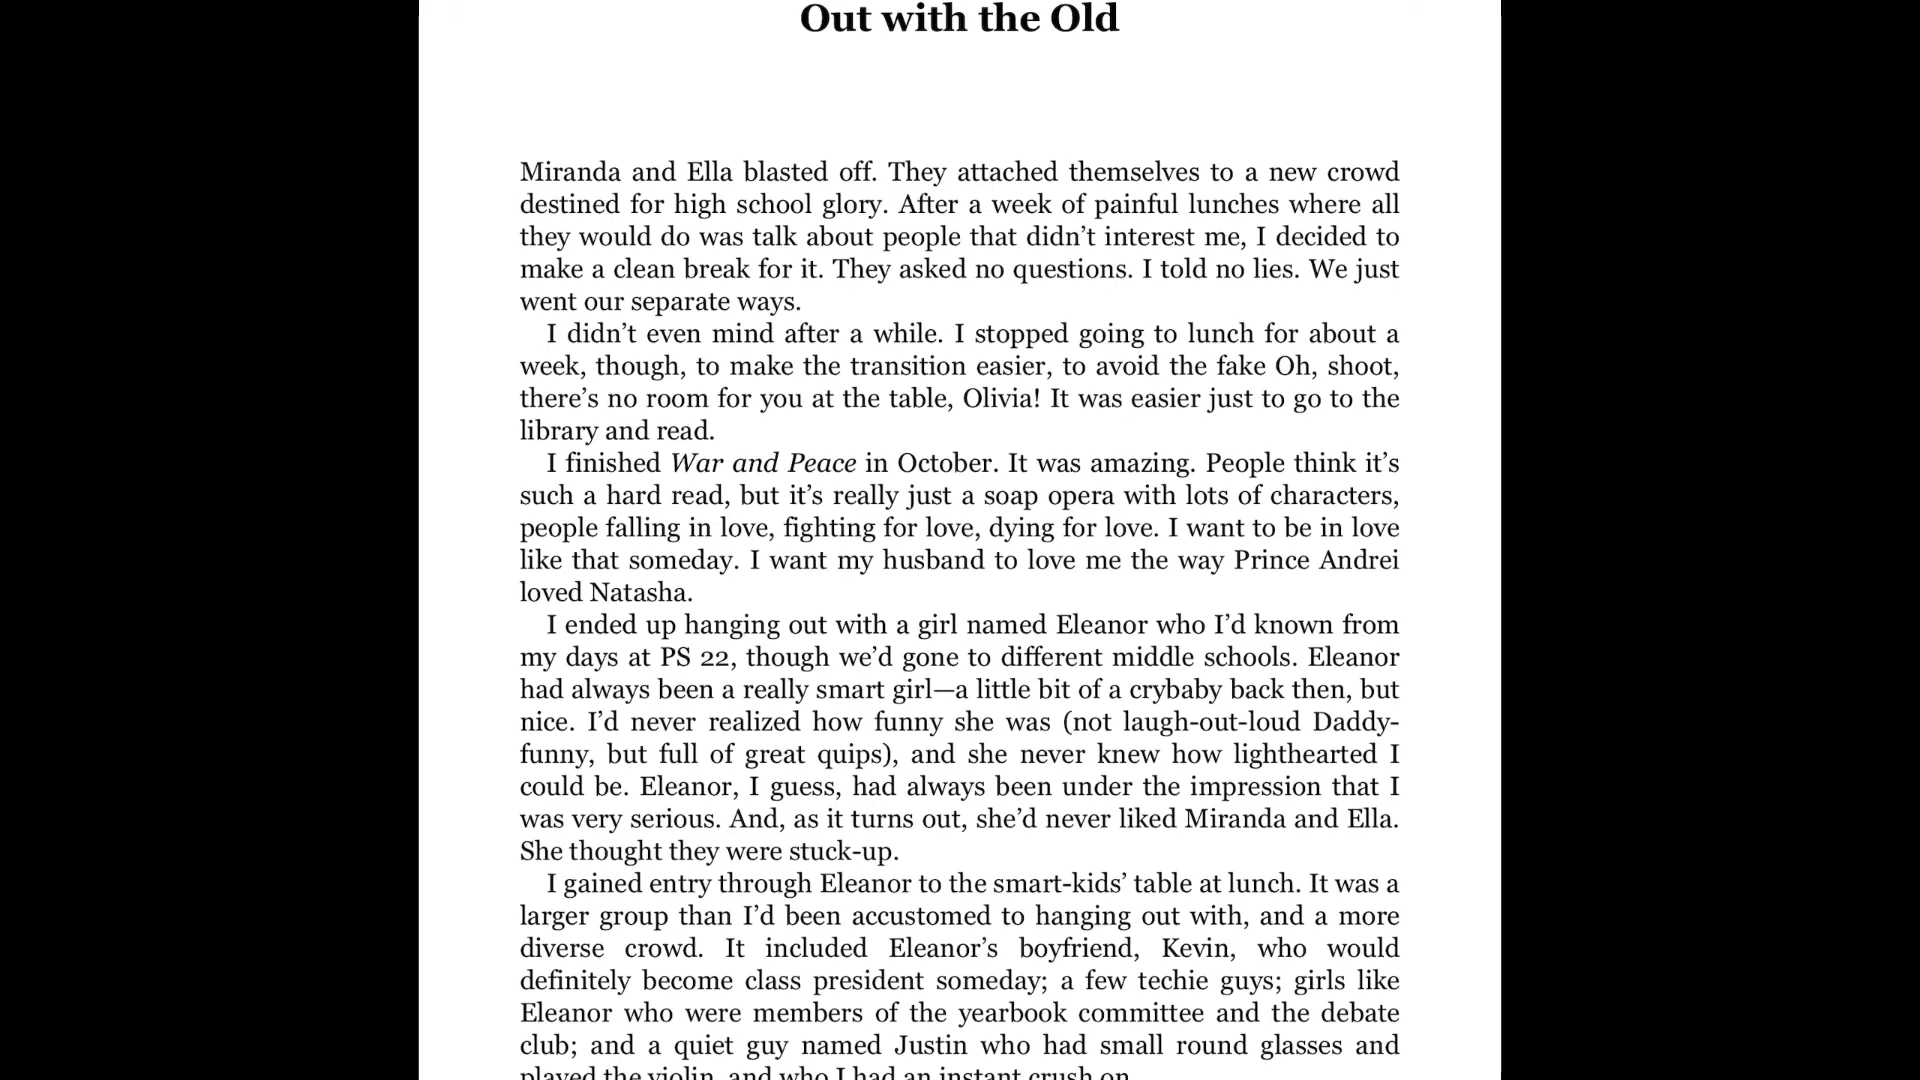 Out with the Old
Miranda and Ella blasted off. They attached themselves to a new crowd
destined for high school glory. After a week of painful lunches where all
they would do was talk about people that didn’t interest me, I decided to
make a clean break for it. They asked no questions. I told no lies. We just
went our separate ways.
I didn’t even mind after a while. I stopped going to lunch for about a
week, though, to make the transition easier, to avoid the fake Oh, shoot,
there’s no room for you at the table, Olivia! It was easier just to go to the
library and read.
I finished War and Peace in October. It was amazing. People think it’s
such a hard read, but it’s really just a soap opera with lots of characters,
people falling in love, fighting for love, dying for love. I want to be in love
like that someday. I want my husband to love me the way Prince Andrei
loved Natasha.
I ended up hanging out with a girl named Eleanor who I’d known from
my days at PS 22, though we’d gone to different middle schools. Eleanor
had always been a really smart girl—a little bit of a crybaby back then, but
nice. I’d never realized how funny she was (not laugh-out-loud Daddy-
funny, but full of great quips), and she never knew how lighthearted I
could be. Eleanor, I guess, had always been under the impression that I
was very serious. And, as it turns out, she’d never liked Miranda and Ella.
She thought they were stuck-up.
I gained entry through Eleanor to the smart-kids’ table at lunch. It was a
larger group than I’d been accustomed to hanging out with, and a more
diverse crowd. It included Eleanor’s boyfriend, Kevin, who would
definitely become class president someday; a few techie guys; girls like
Eleanor who were members of the yearbook committee and the debate
club; and a quiet guy named Justin who had small round glasses and
played the violin, and who I had an instant crush on.